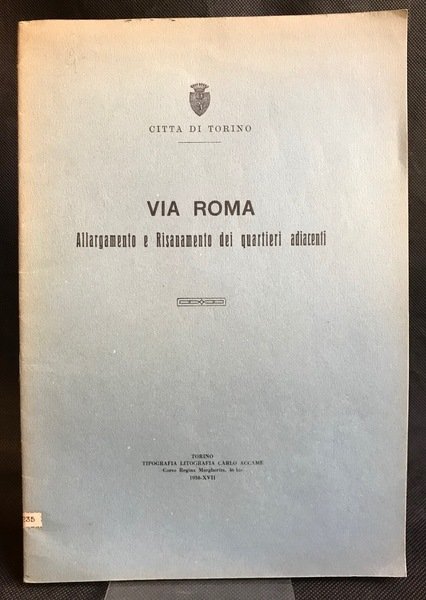 CITTA DI TORINO
VIA ROMA
Allargamento e Risanamento dei quartieri adiacenti
TORINO
TIPOGRAFIA LITOGRAFIA CARLO ACCAME
Corso Regina Margherita, bis
1938-XVII
235